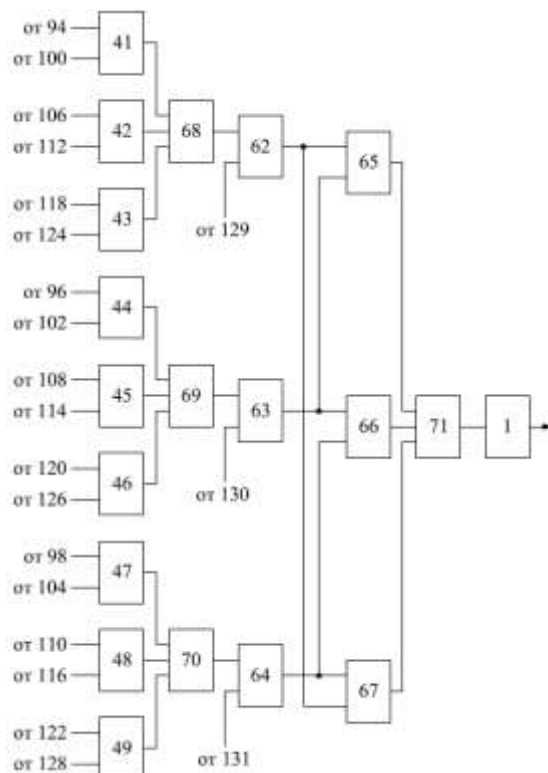 от 94
41
от 100
от 106
42
68
62
65
от 112
от 118
43
от 124
от 129
от 96
44
от 102
от 108
45
69
63
66
71
1
от 114
от 120
46
от 126
от 130
от 98
47
от 104
от 110
48
70
64
67
от 116
от 122
49
от 128
от 131